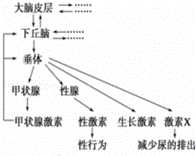 大脑皮层
下丘脑
垂体
甲状腺 性腺
甲状腺激素 性激素 生长激素 激素X
性行为 减少尿的排出